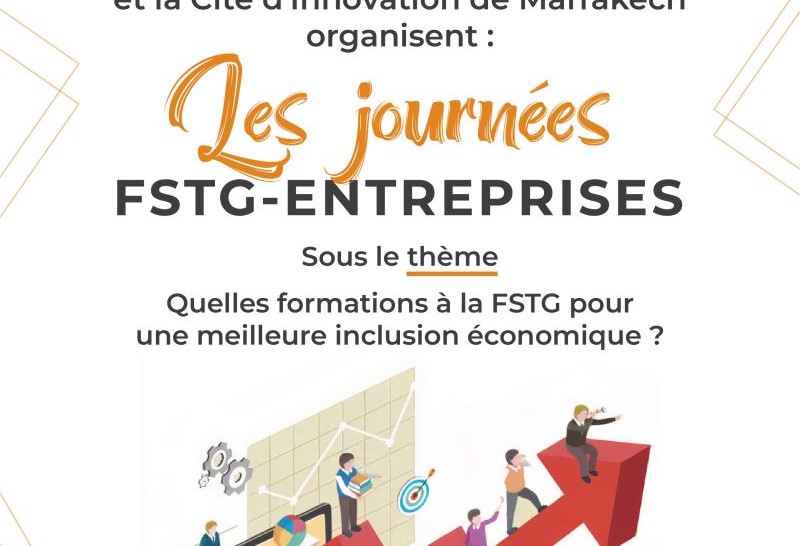 et la Cité d'Innovation de Marrakech
organisent :
Les journées
FSTG-ENTREPRISES
Sous le thème
Quelles formations à la FSTG pour
une meilleure inclusion économique ?